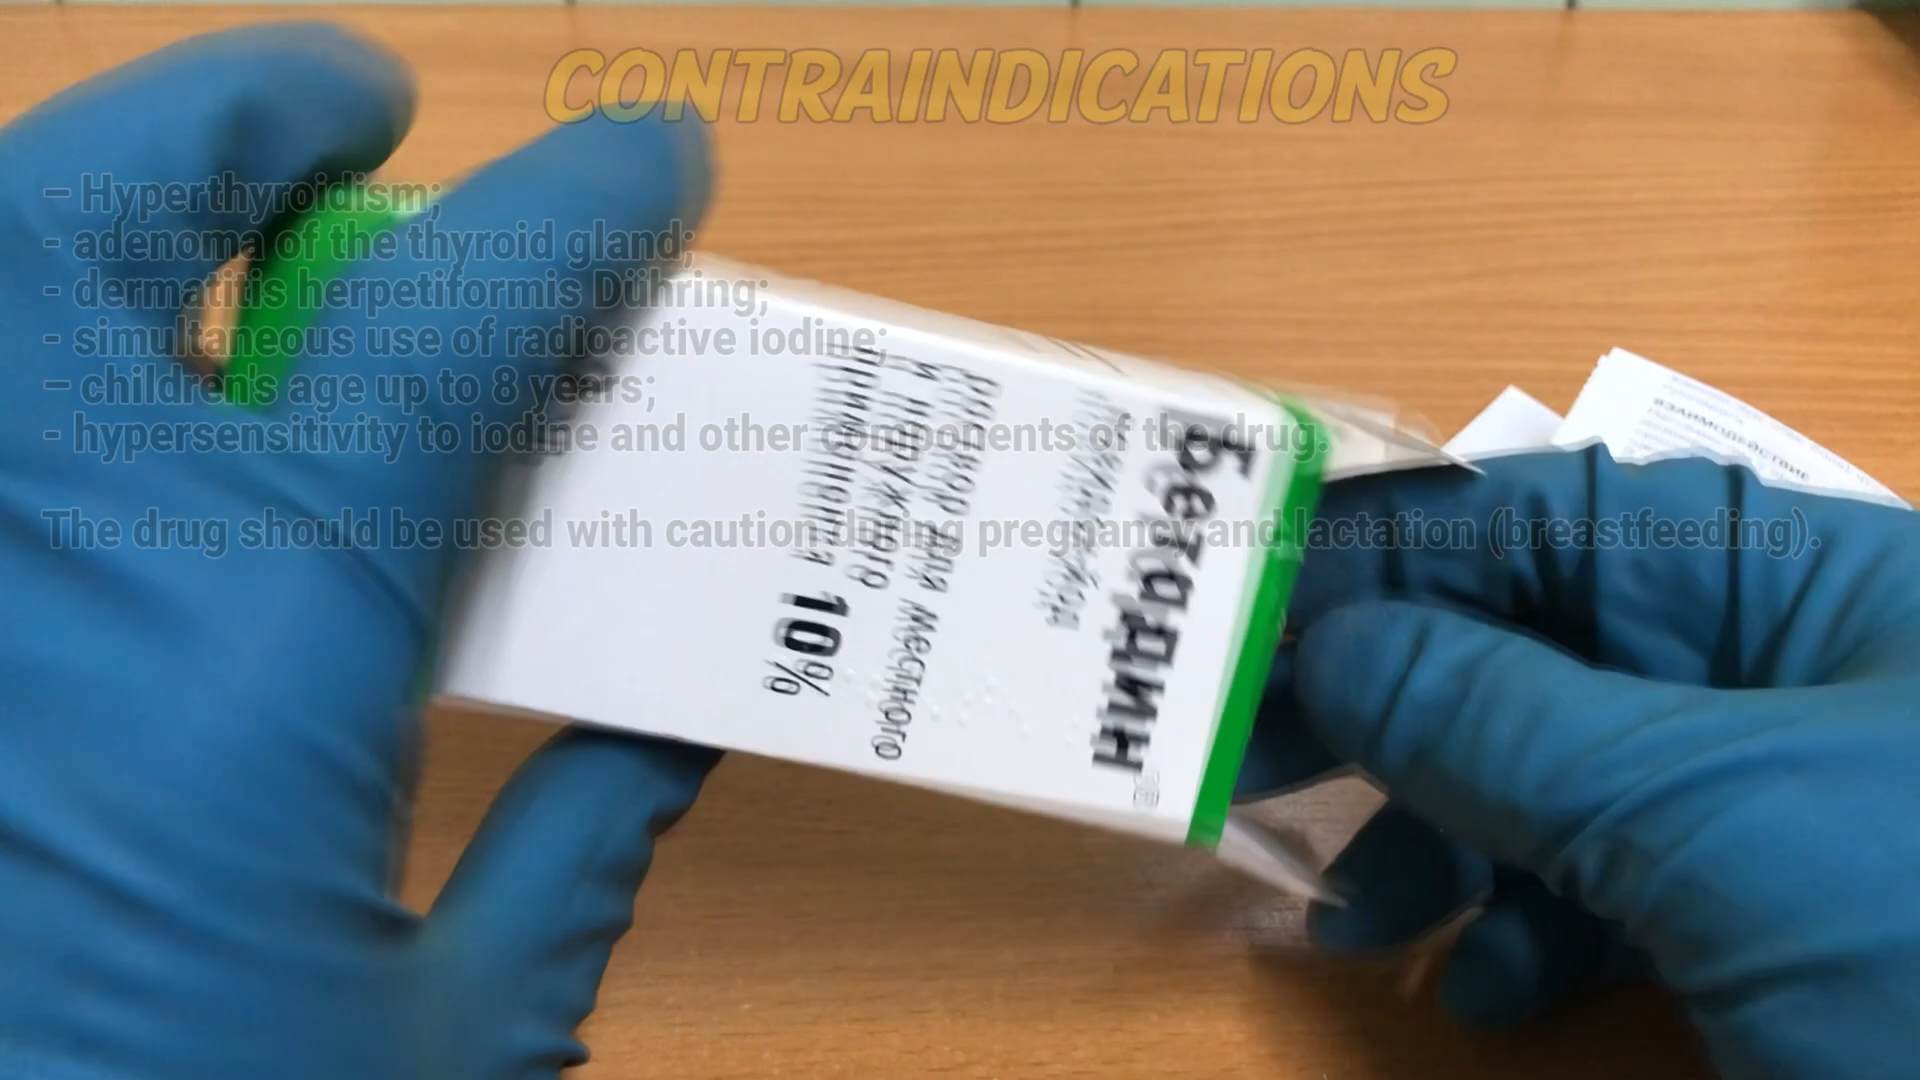 CONTRAINDICATIONS
– Hyperthyroidism;
- adenoma of the thyroid gland;
- dermatitis herpetiformis Dühring;
- simultaneous use of radioactive iodine;
– children's age up to 8 years;
- hypersensitivity to iodine and other components of the drug.
The drug should be used with caution during pregnancy and lactation (breastfeeding).
Бетадин
раствор для местного
и наружного
применения 10%
ВЗАИМОДЕЙСТВИЕ